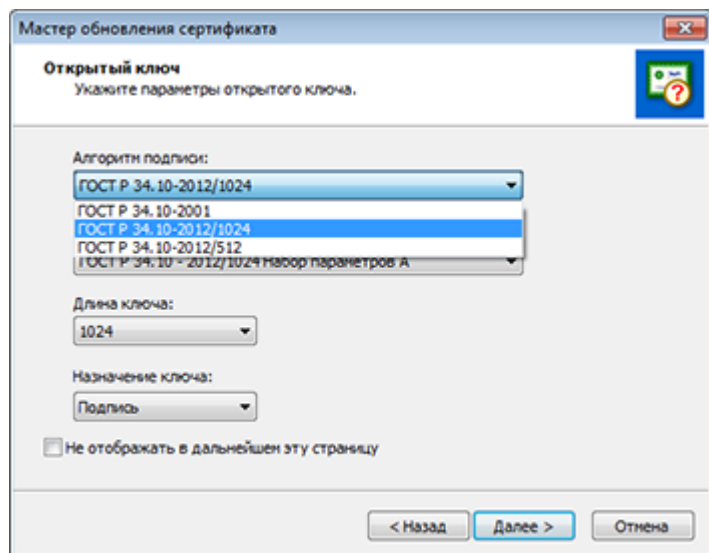 Мастер обновления сертификата
Открытый ключ
Укажите параметры открытого ключа.
Алгоритм подписи:
ГОСТ Р 34.10-2012/1024
ГОСТ Р 34.10-2001
ГОСТ Р 34.10-2012/1024
ГОСТ Р 34.10-2012/512
ГОСТ Р 34.10 - 2012/1024 Набор параметров А
Длина ключа:
1024
Назначение ключа:
Подпись
Не отображать в дальнейшем эту страницу
< Назад
Далее >
Отмена